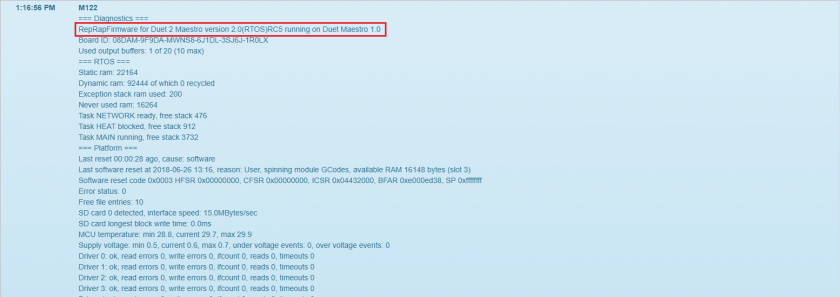 1:16:56 PM M122
=== Diagnostics ===
RepRapFirmware for Duet 2 Maestro version 2.0(RTOS)RC5 running on Duet Maestro 1.0
Board ID: 08DAM-9F9DA-MWNS8-6J1DL-3SJ6J-1R0LX
Used output buffers: 1 of 20 (10 max)
=== RTOS ===
Static ram: 22164
Dynamic ram: 92444 of which 0 recycled
Exception stack ram used: 200
Never used ram: 16264
Task NETWORK ready, free stack 476
Task HEAT blocked, free stack 912
Task MAIN running, free stack 3732
=== Platform ===
Last reset 00:00:28 ago, cause: software
Last software reset at 2018-06-26 13:16, reason: User, spinning module GCodes, available RAM 16148 bytes (slot 3)
Software reset code 0x0003 HFSR 0x00000000, CFSR 0x00000000, ICSR 0x04432000, BFAR 0xe000ed38, SP 0xffffffff
Error status: 0
Free file entries: 10
SD card 0 detected, interface speed: 15.0MBytes/sec
SD card longest block write time: 0.0ms
MCU temperature: min 28.8, current 29.7, max 29.9
Supply voltage: min 0.5, current 0.6, max 0.7, under voltage events: 0, over voltage events: 0
Driver 0: ok, read errors 0, write errors 0, ifcount 0, reads 0, timeouts 0
Driver 1: ok, read errors 0, write errors 0, ifcount 0, reads 0, timeouts 0
Driver 2: ok, read errors 0, write errors 0, ifcount 0, reads 0, timeouts 0
Driver 3: ok, read errors 0, write errors 0, ifcount 0, reads 0, timeouts 0